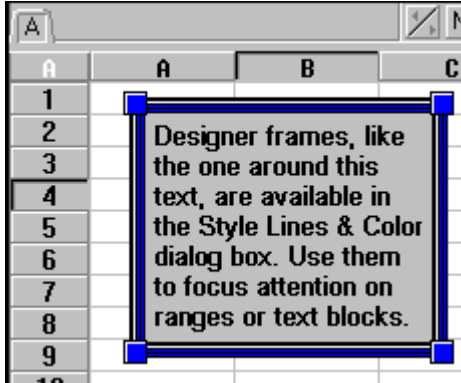 A
N
A A B C
1
2
Designer frames, like
3
the one around this
4
text, are available in
5
the Style Lines & Color
6
dialog box. Use them
7
to focus attention on
8
ranges or text blocks.
9
10